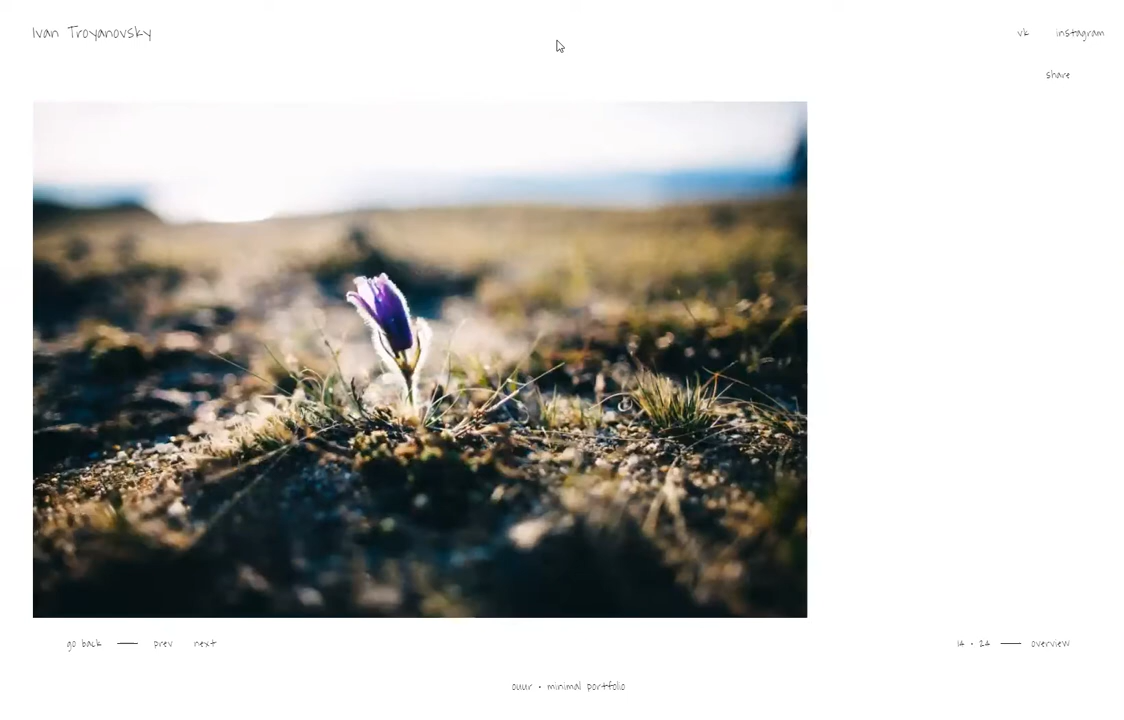 Ivan Troyanovsky
vk instagram
share
go back — prev next
14 • 24 — overview
ouur • minimal portfolio